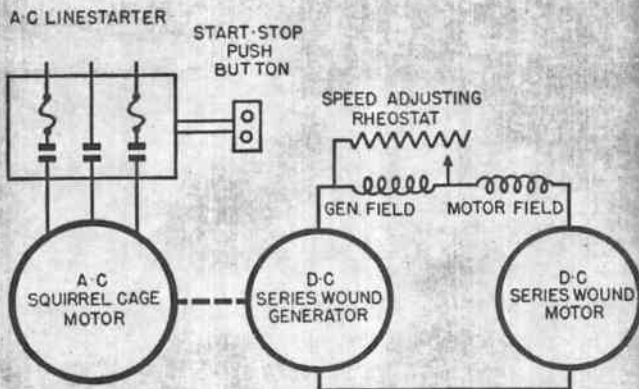 A-C LINESTARTER
START-STOP
PUSH
BUTTON
SPEED ADJUSTING
RHEOSTAT
GEN. FIELD
MOTOR FIELD
A-C
SQUIRREL CAGE
MOTOR
D-C
SERIES WOUND
GENERATOR
D-C
SERIES WOUND
MOTOR